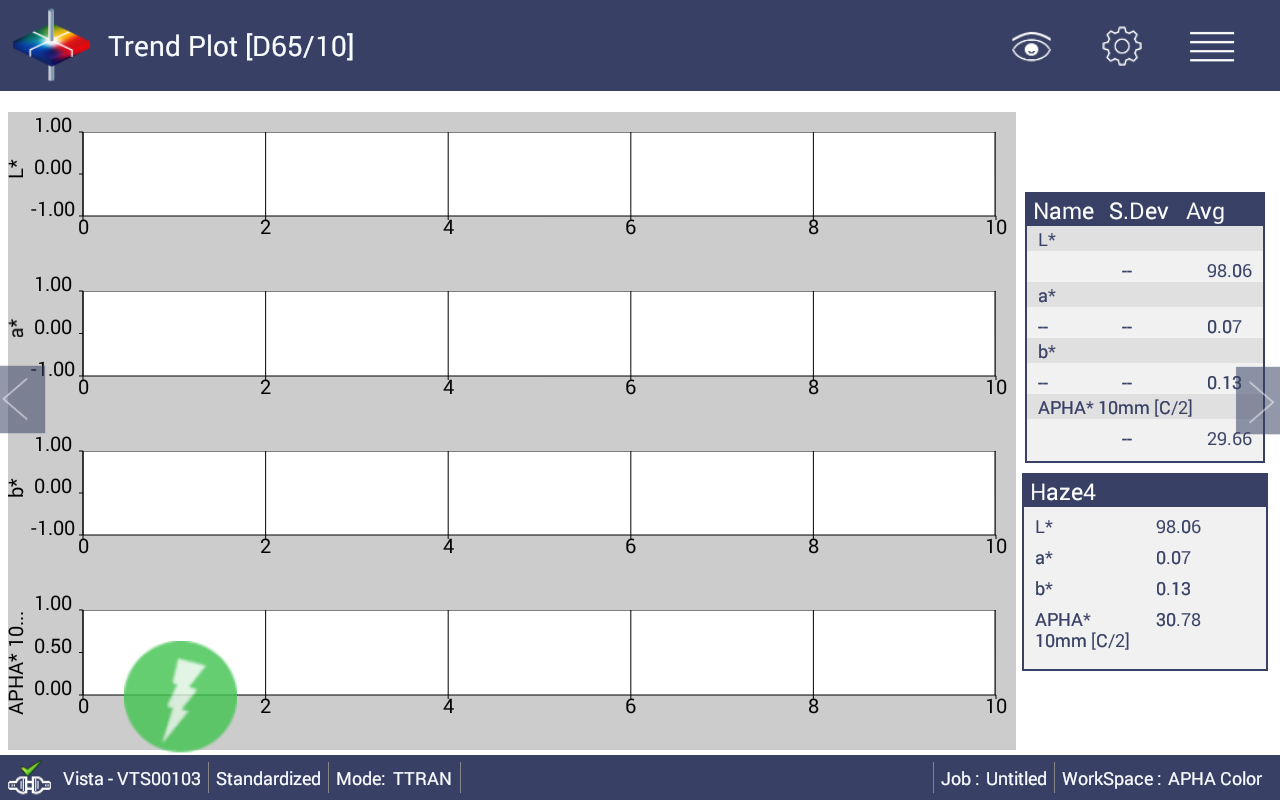 Trend Plot [D65/10]
L*
1.00
0.00
-1.00
0 2 4 6 8 10
a*
1.00
0.00
-1.00
0 2 4 6 8 10
b*
1.00
0.00
-1.00
0 2 4 6 8 10
APHA* 10...
1.00
0.50
0.00
0 2 4 6 8 10
Name S.Dev Avg
L*
-- 98.06
a*
-- -- 0.07
b*
-- -- 0.13
APHA* 10mm [C/2]
-- 29.66
Haze4
L* 98.06
a* 0.07
b* 0.13
APHA* 30.78
10mm [C/2]
Vista - VTS00103 Standardized Mode: TTRAN Job : Untitled WorkSpace : APHA Color